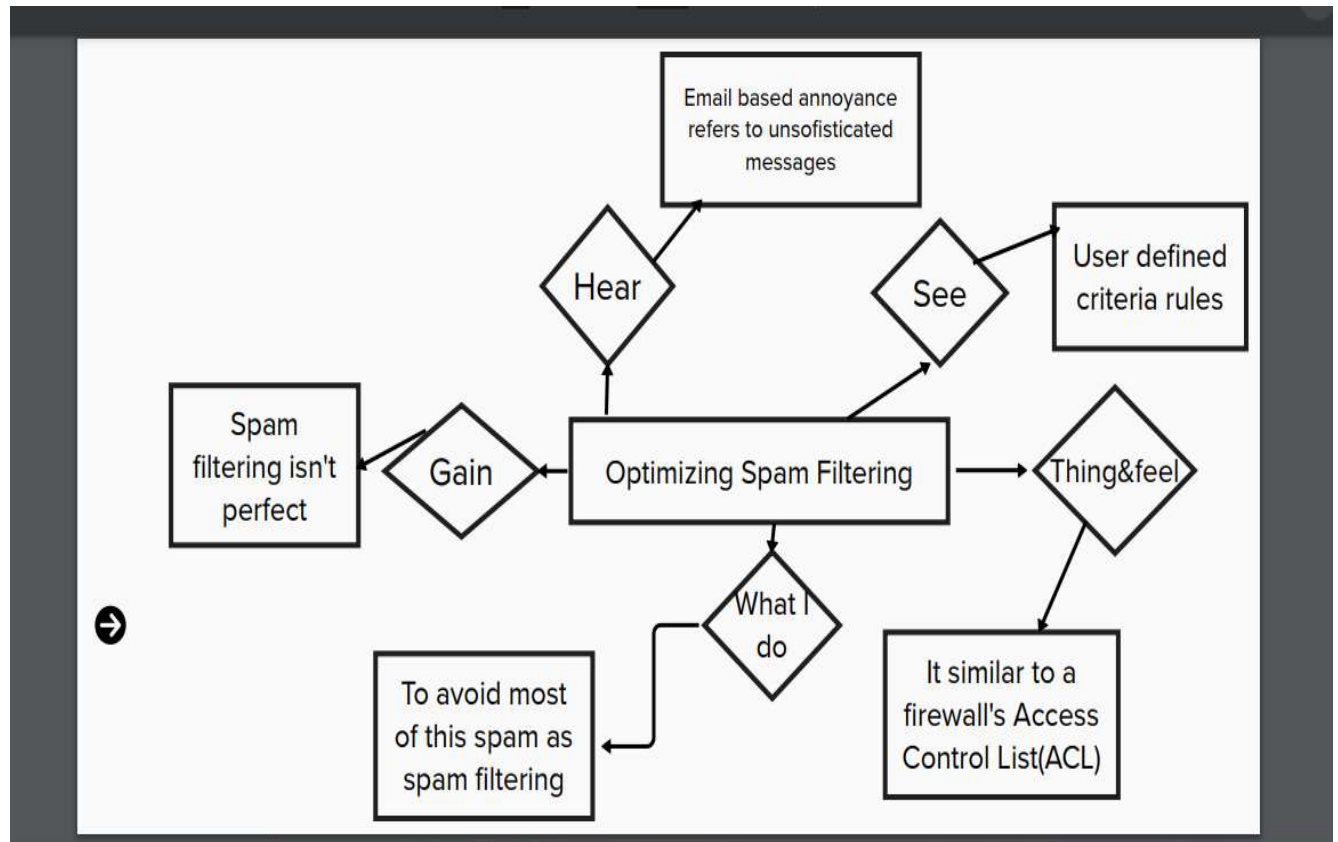 Email based annoyance
refers to unsofisticated
messages
Hear
See
User defined
criteria rules
Spam
filtering isn't
perfect
Gain
Optimizing Spam Filtering
Thing&feel
What I
do
To avoid most
of this spam as
spam filtering
It similar to a
firewall's Access
Control List(ACL)